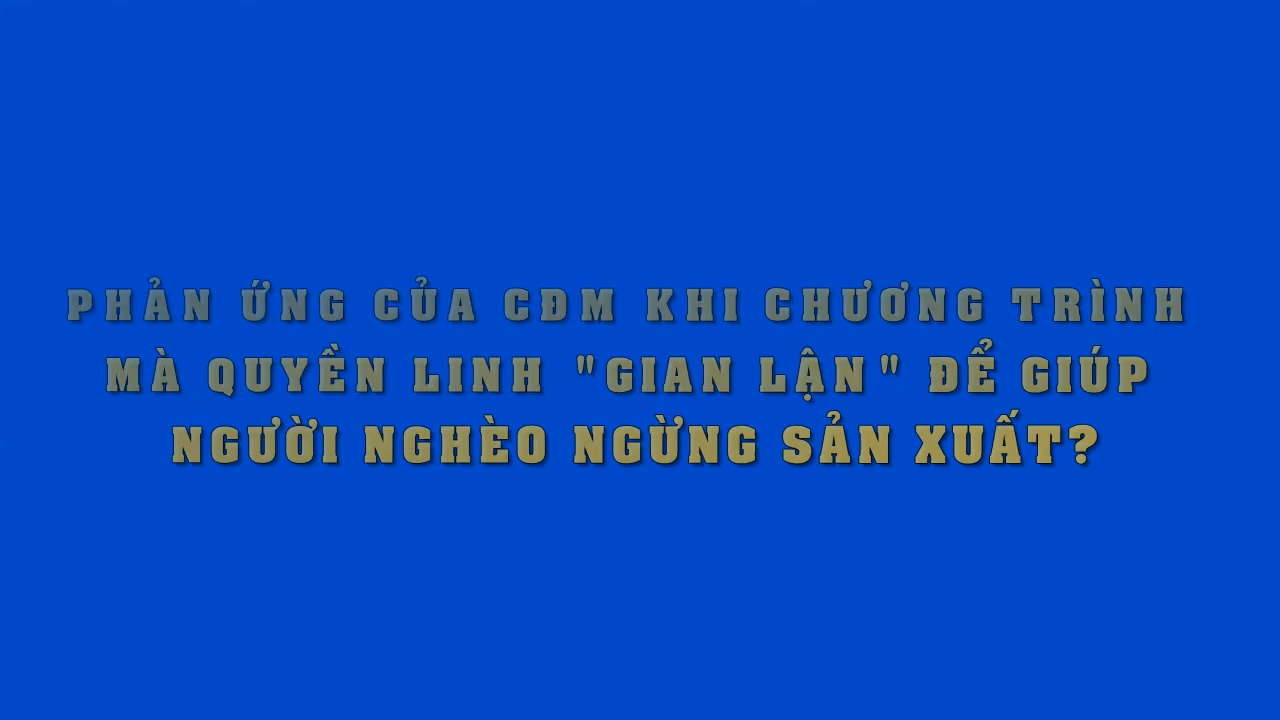 PHẢN ỨNG CỦA CĐM KHI CHƯƠNG TRÌNH
MÀ QUYỀN LINH "GIAN LẬN" ĐỂ GIÚP
NGƯỜI NGHÈO NGỪNG SẢN XUẤT?